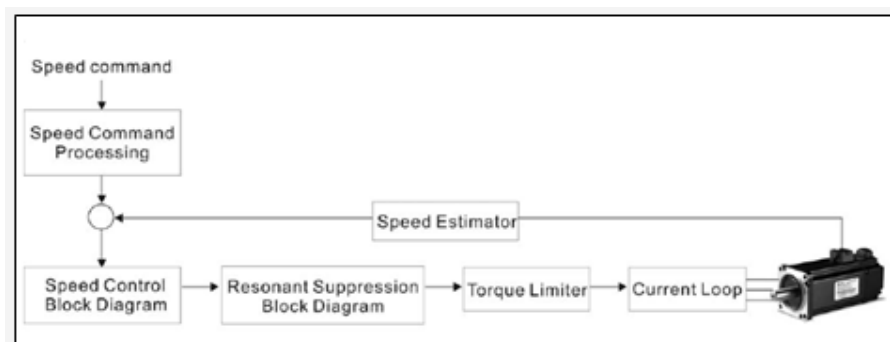 Speed command
Speed Command
Processing
Speed Estimator
Speed Control
Block Diagram
Resonant Suppression
Block Diagram
Torque Limiter
Current Loop